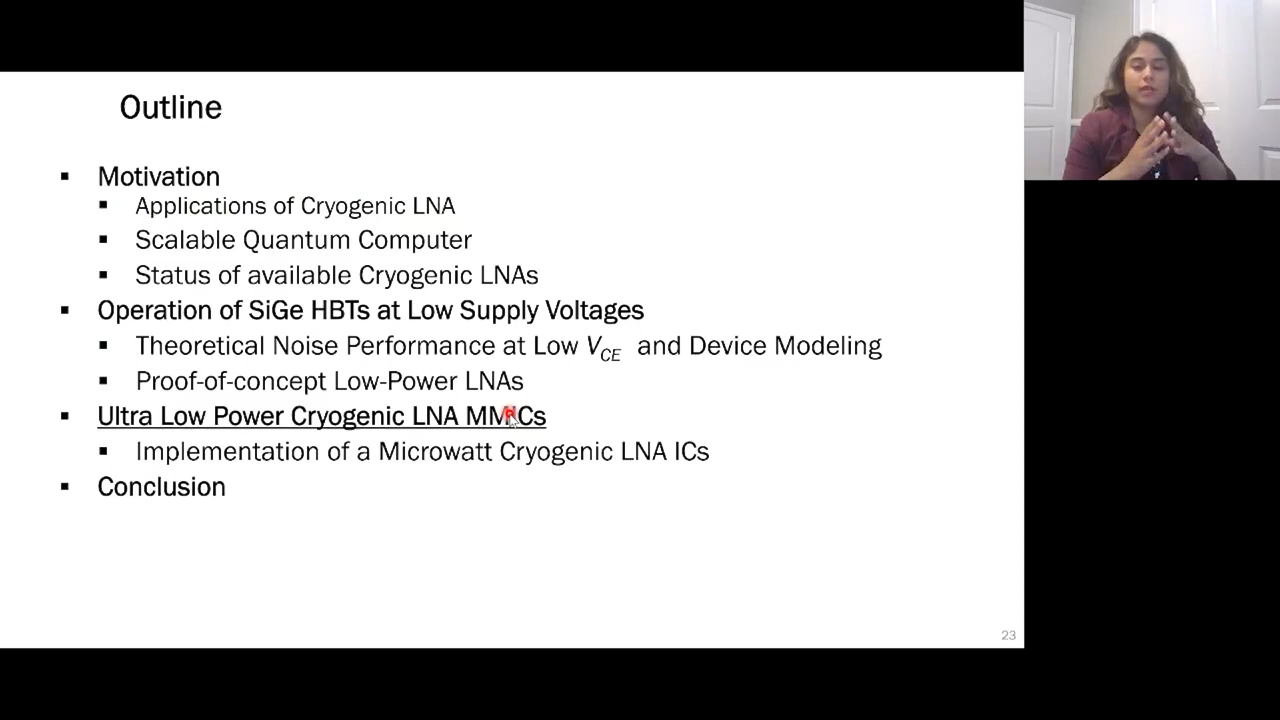 Outline
▪ Motivation
▪ Applications of Cryogenic LNA
▪ Scalable Quantum Computer
▪ Status of available Cryogenic LNAs
▪ Operation of SiGe HBTs at Low Supply Voltages
▪ Theoretical Noise Performance at Low VCE and Device Modeling
▪ Proof-of-concept Low-Power LNAs
▪ Ultra Low Power Cryogenic LNA MMICs
▪ Implementation of a Microwatt Cryogenic LNA ICs
▪ Conclusion
23